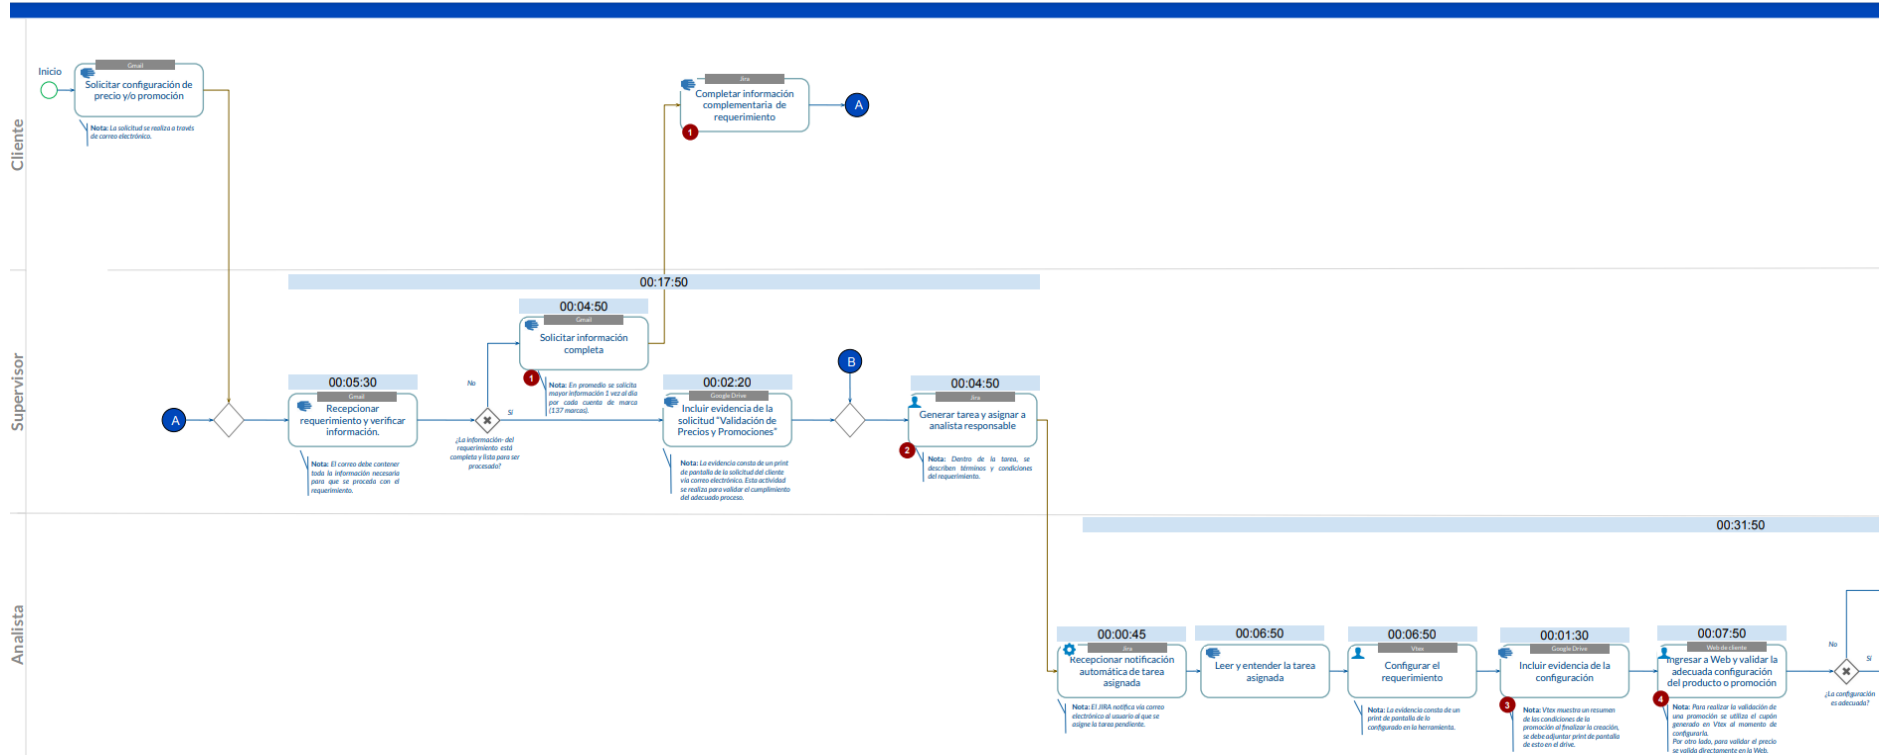 Cliente
Inicio
Gmail
Solicitar configuración de
precio y/o promoción
Nota: La solicitud se realiza a través
de correo electrónico.
Jira
Completar información
complementaria de
requerimiento
1
A
Supervisor
00:17:50
00:04:50
Gmail
Solicitar información
completa
1
Nota: En promedio se solicita
mayor información 1 vez al día
por cada cuenta de marca
(137 marcas).
A
00:05:30
Gmail
Recepcionar
requerimiento y verificar
información.
Nota: El correo debe contener
toda la información necesaria
para que se proceda con el
requerimiento.
No
Sí
¿La información del
requerimiento está
completa y lista para ser
procesada?
00:02:20
Google Drive
Incluir evidencia de la
solicitud "Validación de
Precios y Promociones"
Nota: La evidencia consta de un print
de pantalla de la solicitud del cliente
vía correo electrónico. Esta actividad
se realiza para validar el cumplimiento
del adecuado proceso.
B
00:04:50
Jira
Generar tarea y asignar a
analista responsable
2
Nota: Dentro de la tarea, se
describen términos y condiciones
del requerimiento.
Analista
00:31:50
00:00:45
Jira
Recepcionar notificación
automática de tarea
asignada
Nota: El JIRA notifica vía correo
electrónico al usuario al que se
asigne la tarea pendiente.
00:06:50
Leer y entender la tarea
asignada
00:06:50
Vtex
Configurar el
requerimiento
Nota: La evidencia consta de un
print de pantalla de lo
configurado en la herramienta.
00:01:30
Google Drive
Incluir evidencia de la
configuración
3
Nota: Vtex muestra un resumen
de las condiciones de la
promoción al finalizar la creación,
se debe adjuntar print de pantalla
de esto en el drive.
00:07:50
Web de cliente
Ingresar a Web y validar la
adecuada configuración
del producto o promoción
4
Nota: Para realizar la validación de
una promoción se utiliza el cupón
generado en Vtex al momento de
configurarla.
Por otro lado, para validar el precio
se valida directamente en la Web.
No
Sí
¿La configuración
es adecuada?